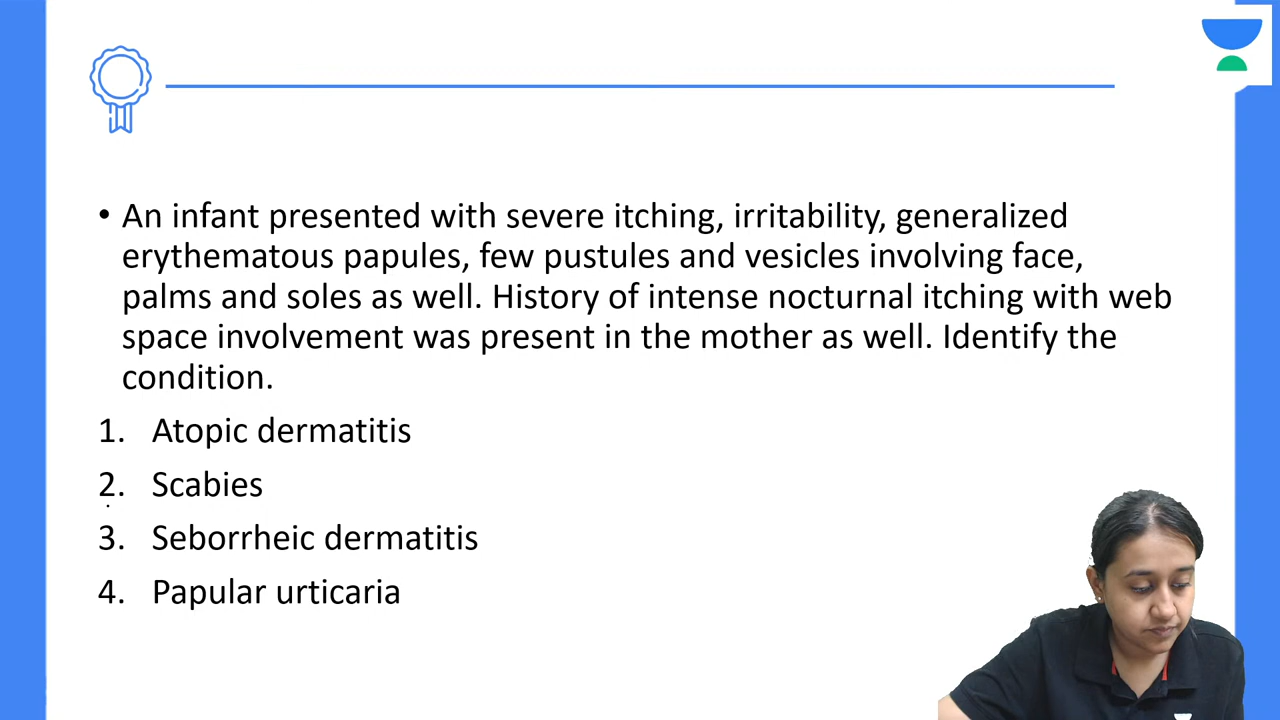 • An infant presented with severe itching, irritability, generalized
erythematous papules, few pustules and vesicles involving face,
palms and soles as well. History of intense nocturnal itching with web
space involvement was present in the mother as well. Identify the
condition.
1. Atopic dermatitis
2. Scabies
3. Seborrheic dermatitis
4. Papular urticaria